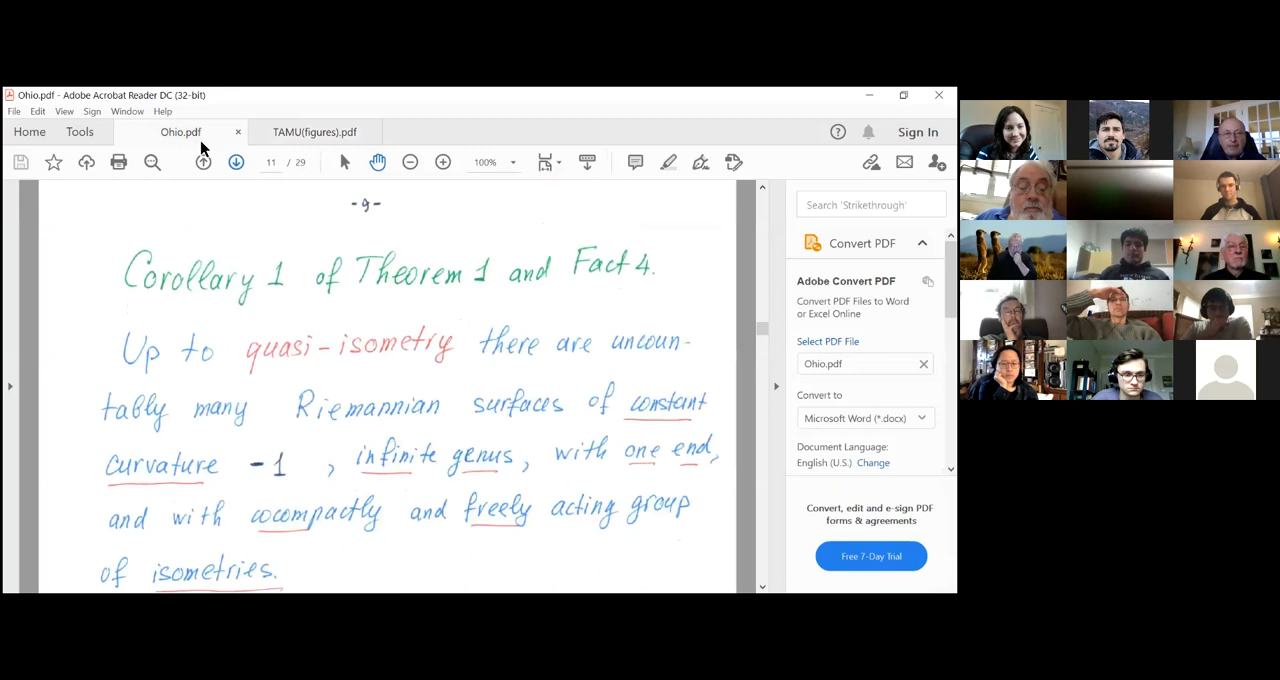 Ohio.pdf - Adobe Acrobat Reader DC (32-bit)
File Edit View Sign Window Help
Home Tools Ohio.pdf × TAMU(figures).pdf Sign In
11 / 29 100%
-9-
Corollary 1 of Theorem 1 and Fact 4.
Up to quasi-isometry there are uncoun-
tably many Riemannian surfaces of constant
curvature -1, infinite genus, with one end,
and with cocompactly and freely acting group
of isometries.
Search 'Strikethrough'
Convert PDF
Adobe Convert PDF
Convert PDF Files to Word
or Excel Online
Select PDF File
Ohio.pdf
Convert to
Microsoft Word (*.docx)
Document Language:
English (U.S.) Change
Convert, edit and e-sign PDF
forms & agreements
Free 7-Day Trial